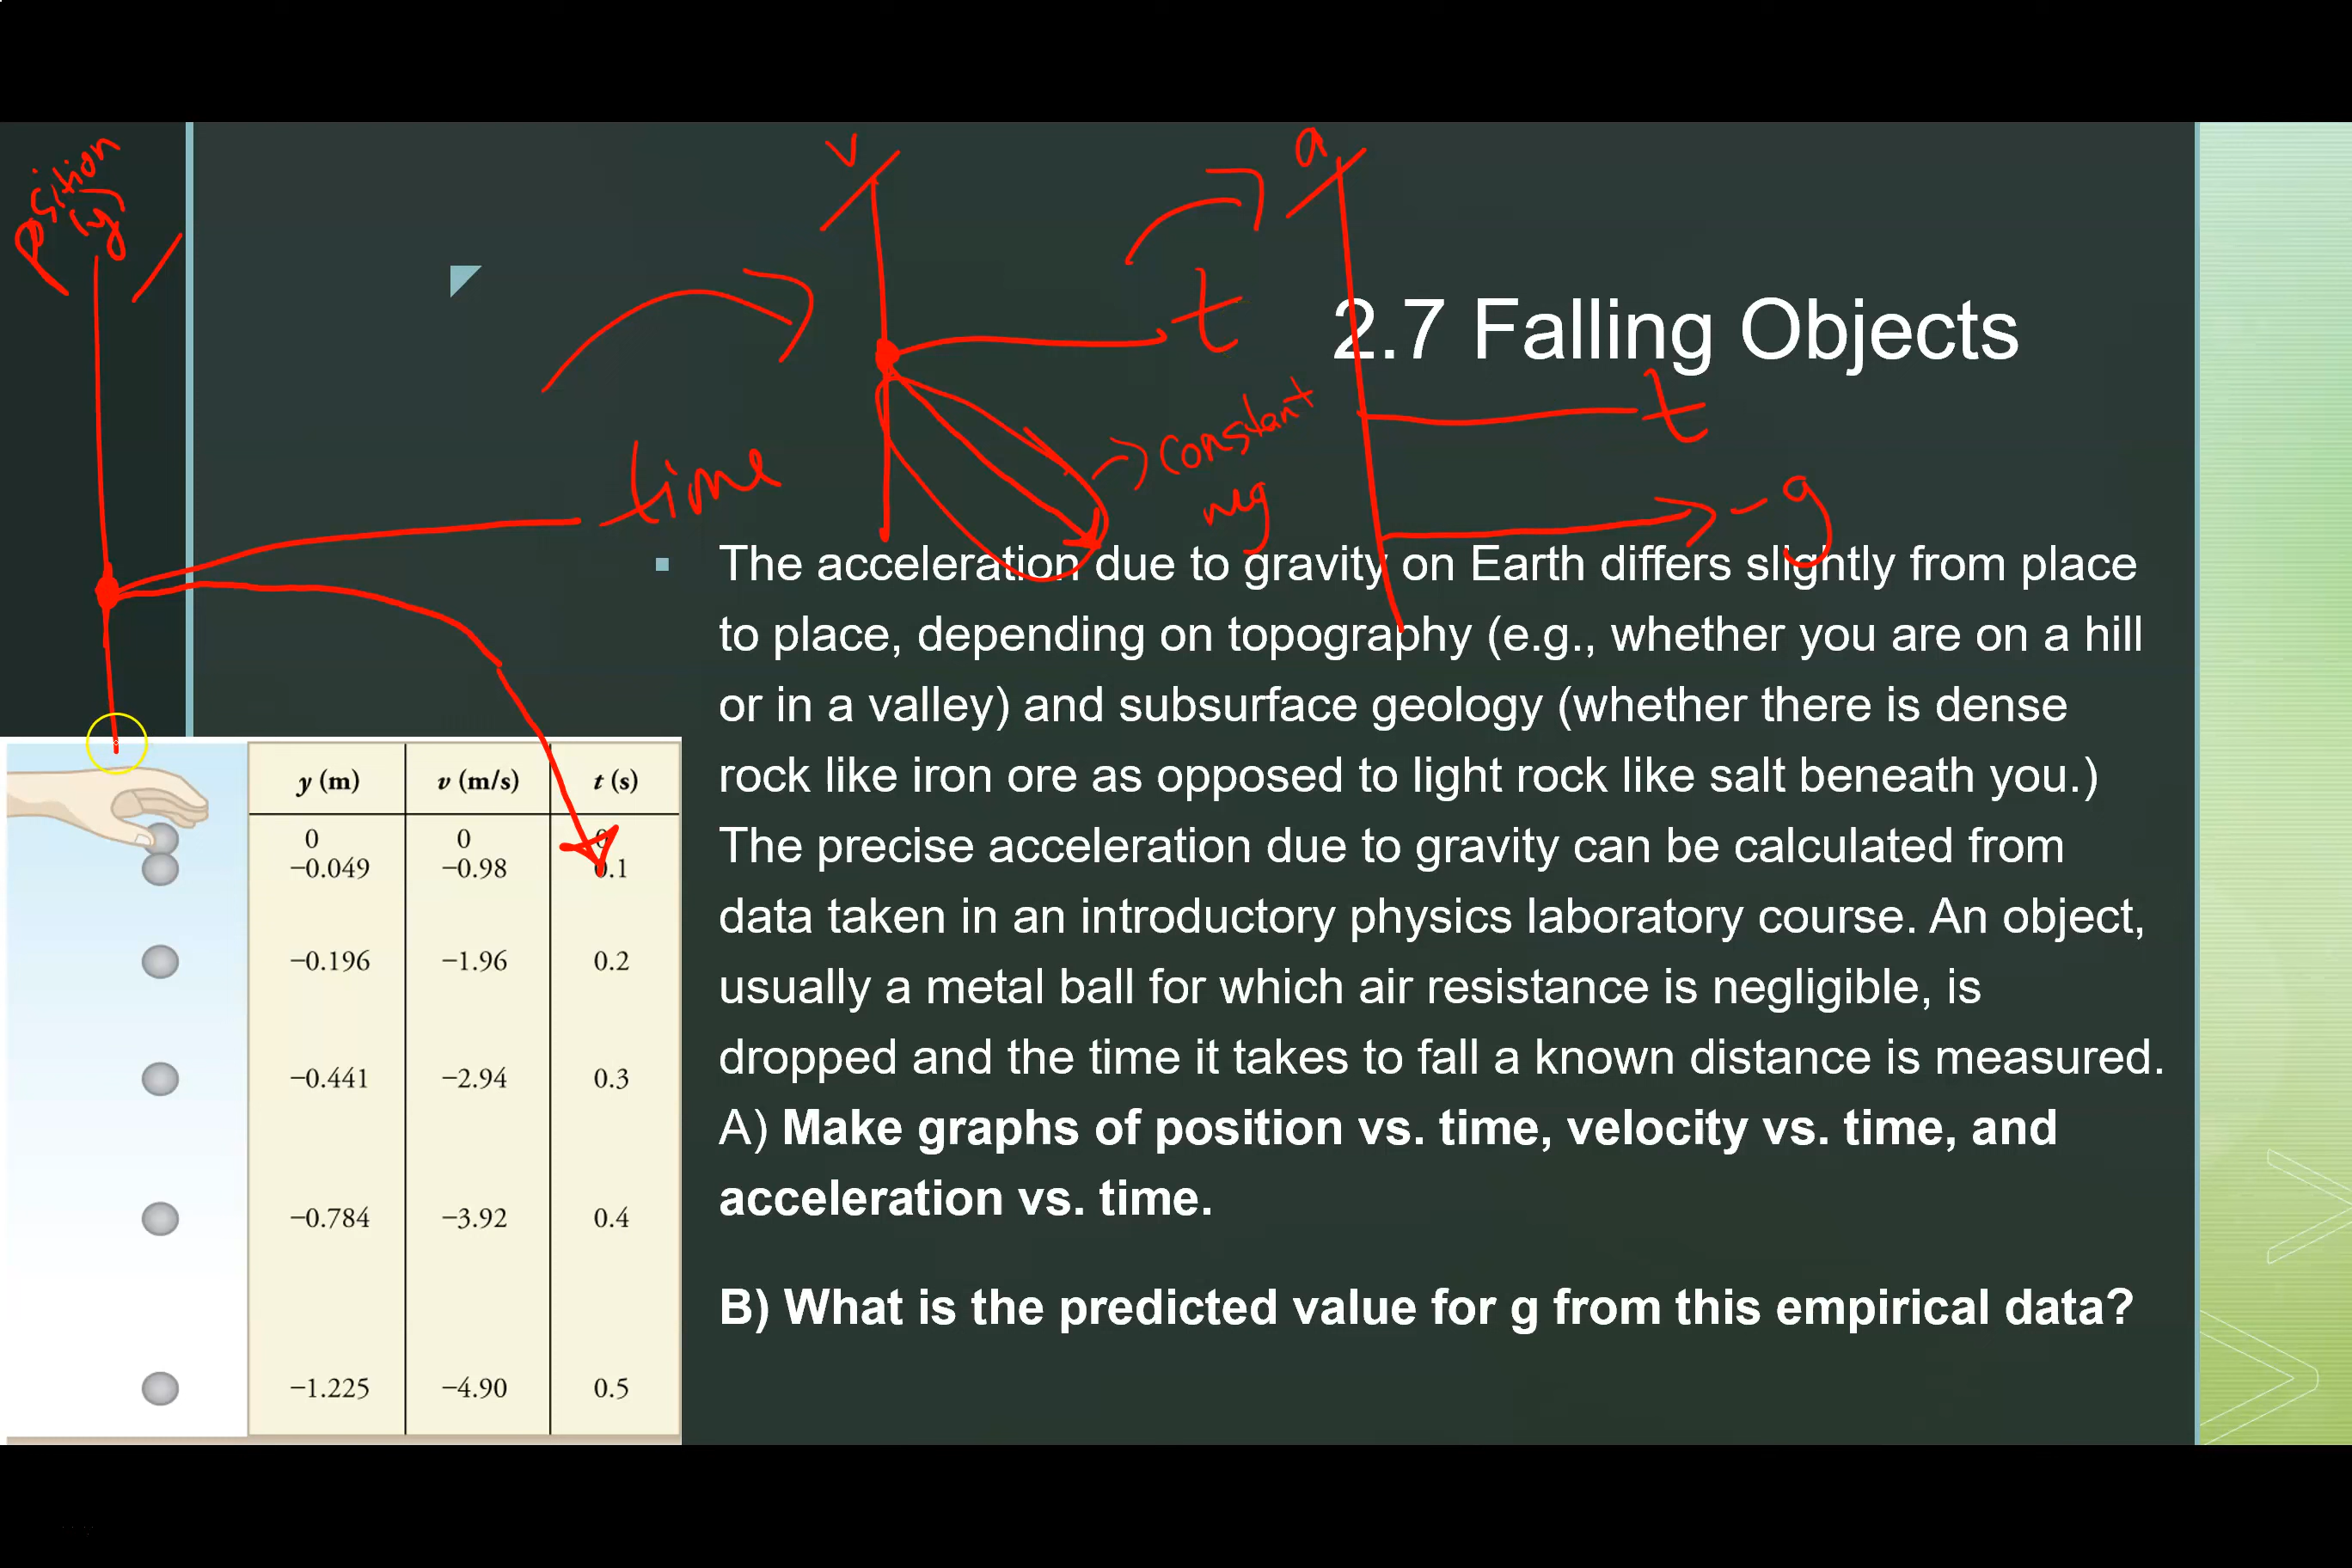 position
(y)
time
v
t
constant
neg
a
t
-g
2.7 Falling Objects
▪ The acceleration due to gravity on Earth differs slightly from place
to place, depending on topography (e.g., whether you are on a hill
or in a valley) and subsurface geology (whether there is dense
rock like iron ore as opposed to light rock like salt beneath you.)
The precise acceleration due to gravity can be calculated from
data taken in an introductory physics laboratory course. An object,
usually a metal ball for which air resistance is negligible, is
dropped and the time it takes to fall a known distance is measured.
A) Make graphs of position vs. time, velocity vs. time, and
acceleration vs. time.
B) What is the predicted value for g from this empirical data?
y (m) v (m/s) t (s)
0 0 0
−0.049 −0.98 0.1
−0.196 −1.96 0.2
−0.441 −2.94 0.3
−0.784 −3.92 0.4
−1.225 −4.90 0.5